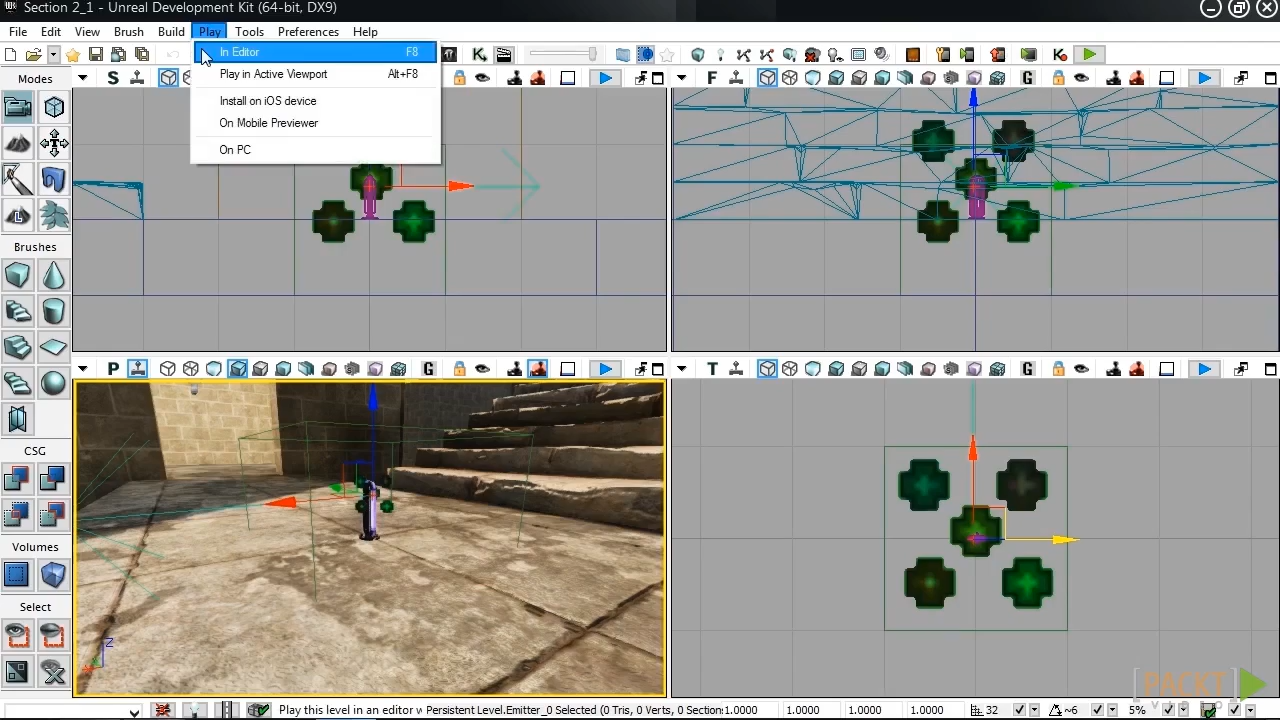 Section 2_1 - Unreal Development Kit (64-bit, DX9)
File Edit View Brush Build Play Tools Preferences Help
In Editor F8
Play in Active Viewport Alt+F8
Install on iOS device
On Mobile Previewer
On PC
Modes
S
G
F
G
L
Brushes
P
G
T
G
CSG
Volumes
Select
Z
PACKT
Play this level in an editor w Persistent Level.Emitter_0 Selected (0 Tris, 0 Verts, 0 Section: 1.0000 1.0000 1.0000 1.0000 32 ~6 5%